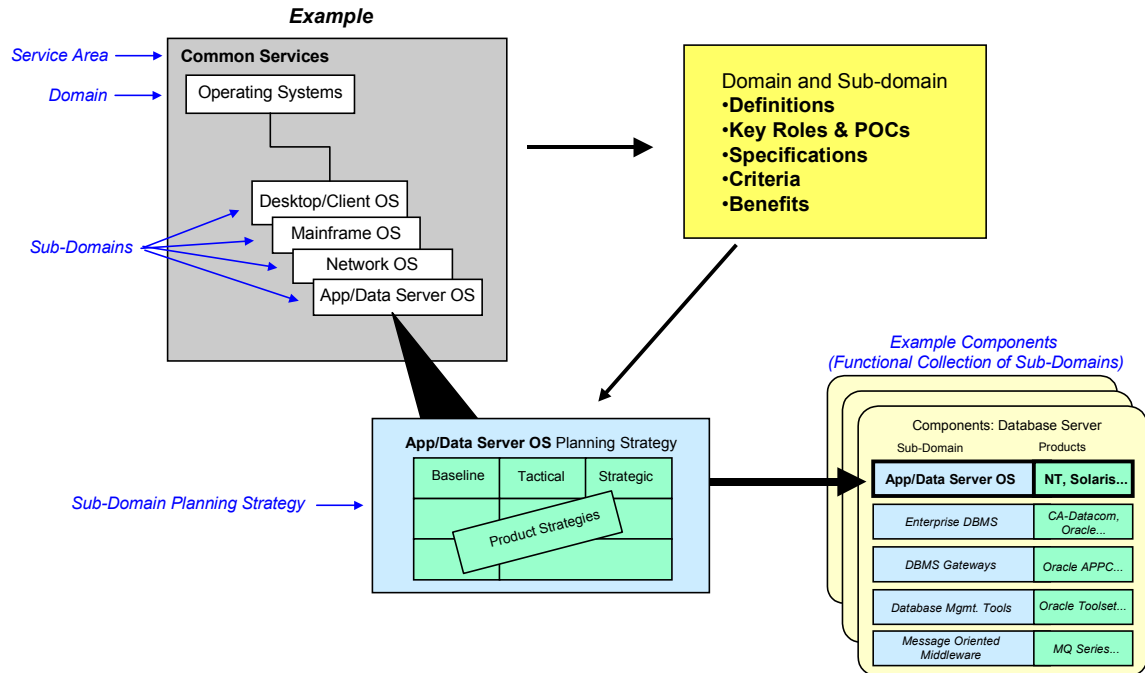 Example
Service Area
Common Services
Domain
Operating Systems
Desktop/Client OS
Mainframe OS
Sub-Domains
Network OS
App/Data Server OS
Domain and Sub-domain
•Definitions
•Key Roles & POCs
•Specifications
•Criteria
•Benefits
Sub-Domain Planning Strategy
App/Data Server OS Planning Strategy
Baseline Tactical Strategic
Product Strategies
Example Components
(Functional Collection of Sub-Domains)
Components: Database Server
Sub-Domain Products
App/Data Server OS NT, Solaris...
Enterprise DBMS CA-Datacom,
Oracle...
DBMS Gateways Oracle APPC...
Database Mgmt. Tools Oracle Toolset...
Message Oriented
Middleware MQ Series...